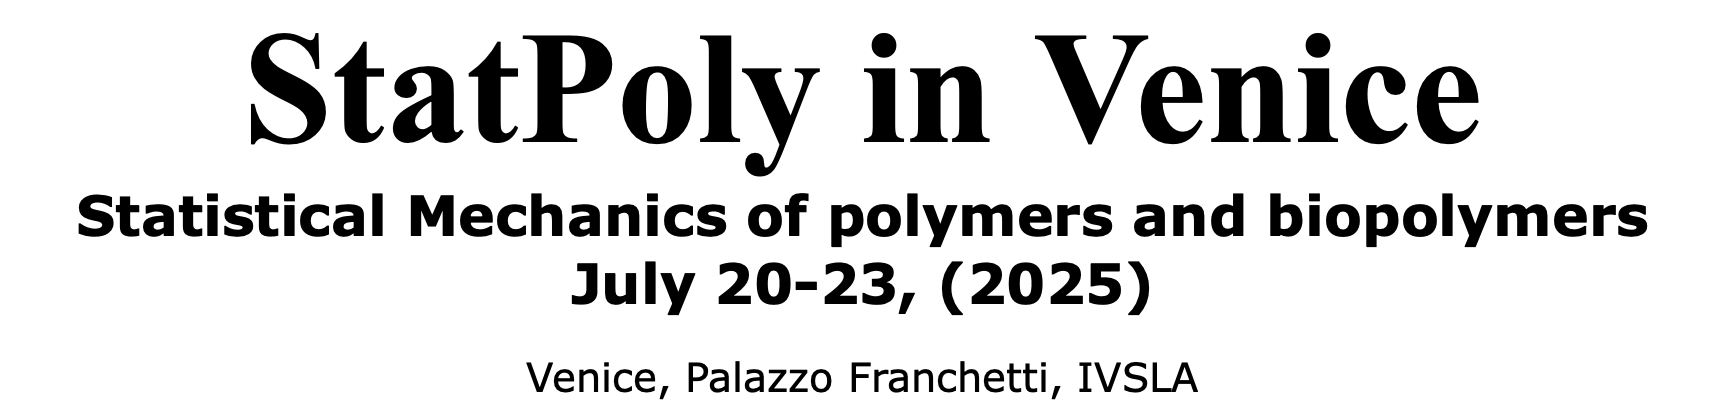 StatPoly in Venice
Statistical Mechanics of polymers and biopolymers
July 20-23, (2025)
Venice, Palazzo Franchetti, IVSLA